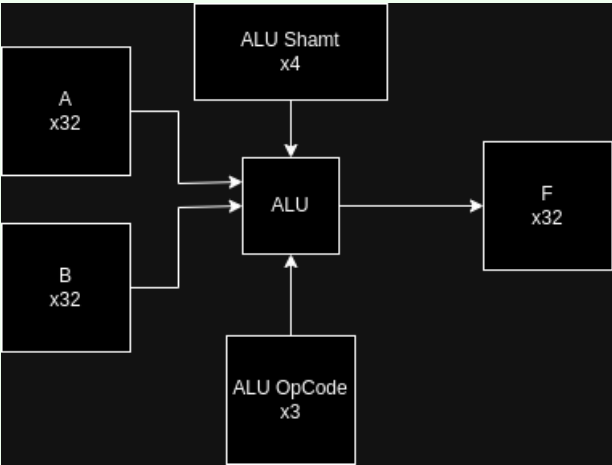 ALU Shamt
x4
A
x32
ALU
F
x32
B
x32
ALU OpCode
x3